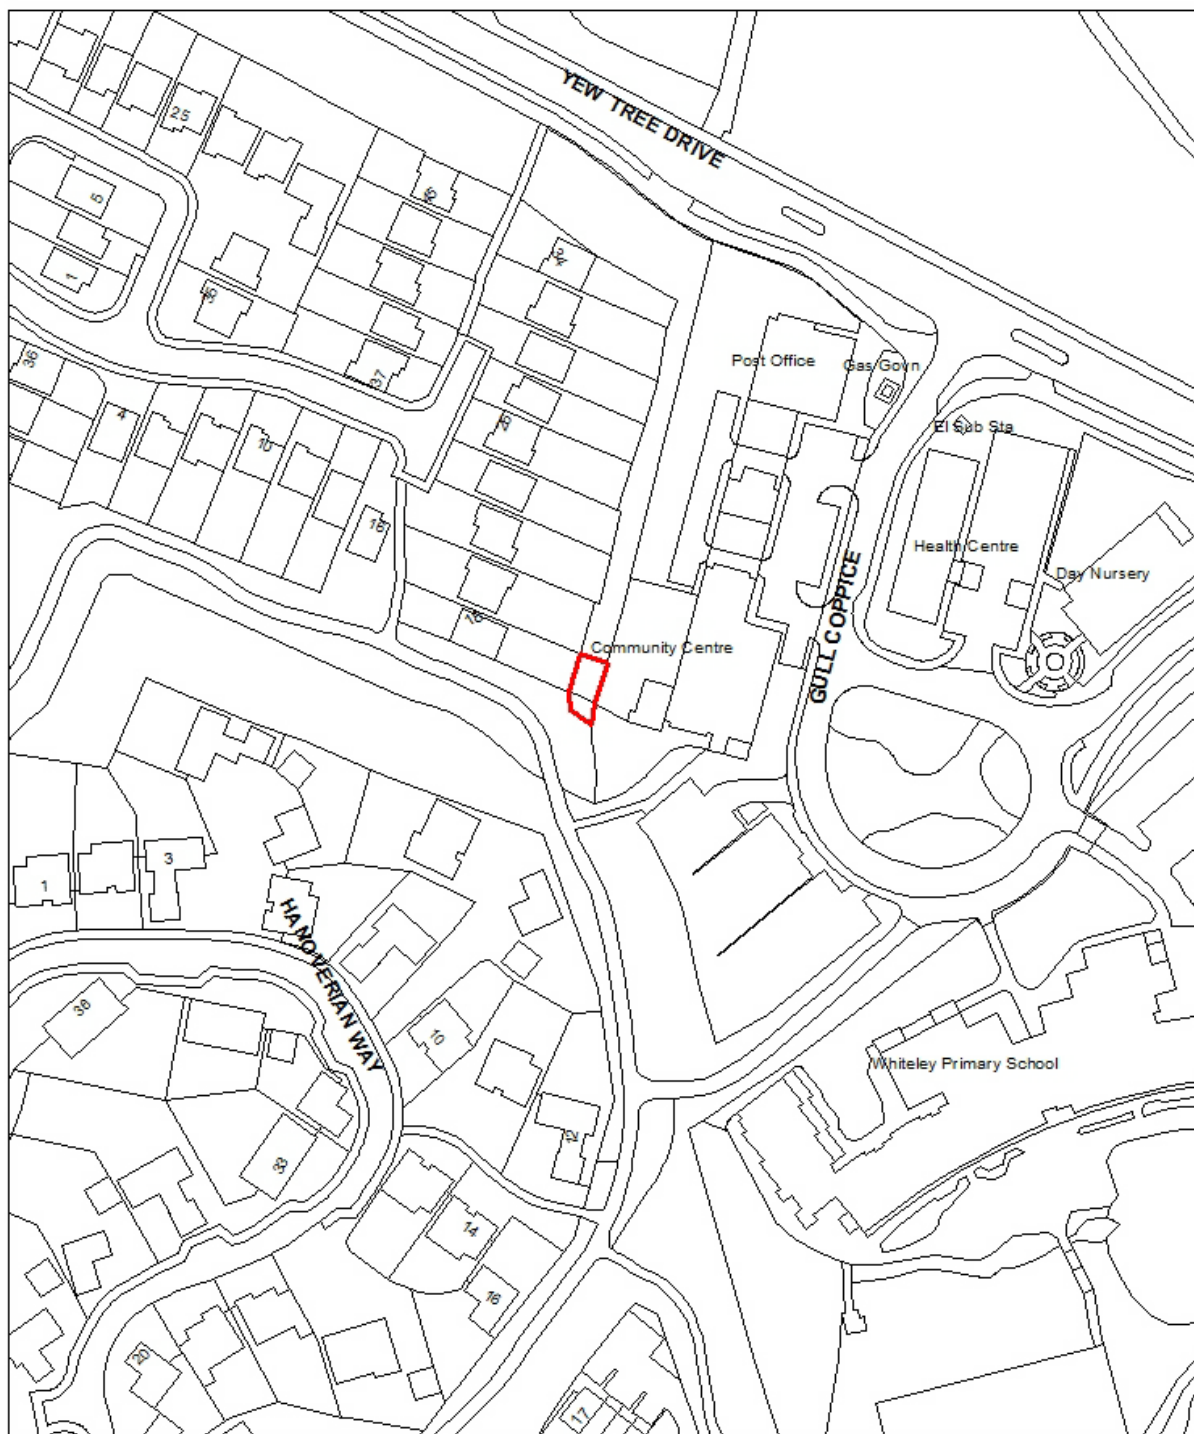 YEW TREE DRIVE
25
5
1
45
34
Post Office
Gas Govn
36
37
El Sub Sta
4
10
18
Health Centre
Day Nursery
16
Community Centre
GULL COPPICE
3
1
HANOVERIAN WAY
38
10
Whiteley Primary School
12
33
14
16
20
17